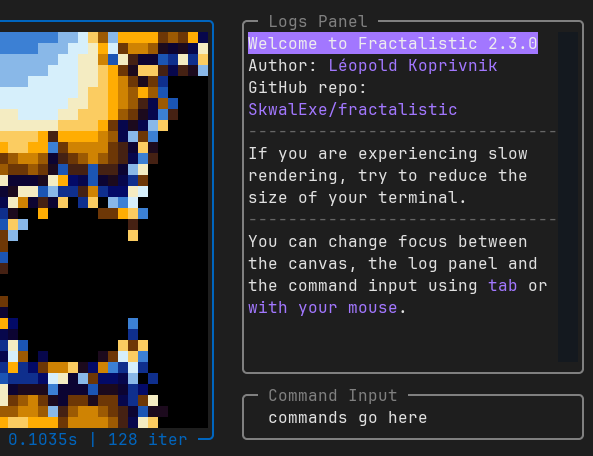 Logs Panel
Welcome to Fractalistic 2.3.0
Author: Léopold Koprivnik
GitHub repo:
SkwalExe/fractalistic
-------------------------------
If you are experiencing slow
rendering, try to reduce the
size of your terminal.
-------------------------------
You can change focus between
the canvas, the log panel and
the command input using tab or
with your mouse.
Command Input
commands go here
0.1035s | 128 iter